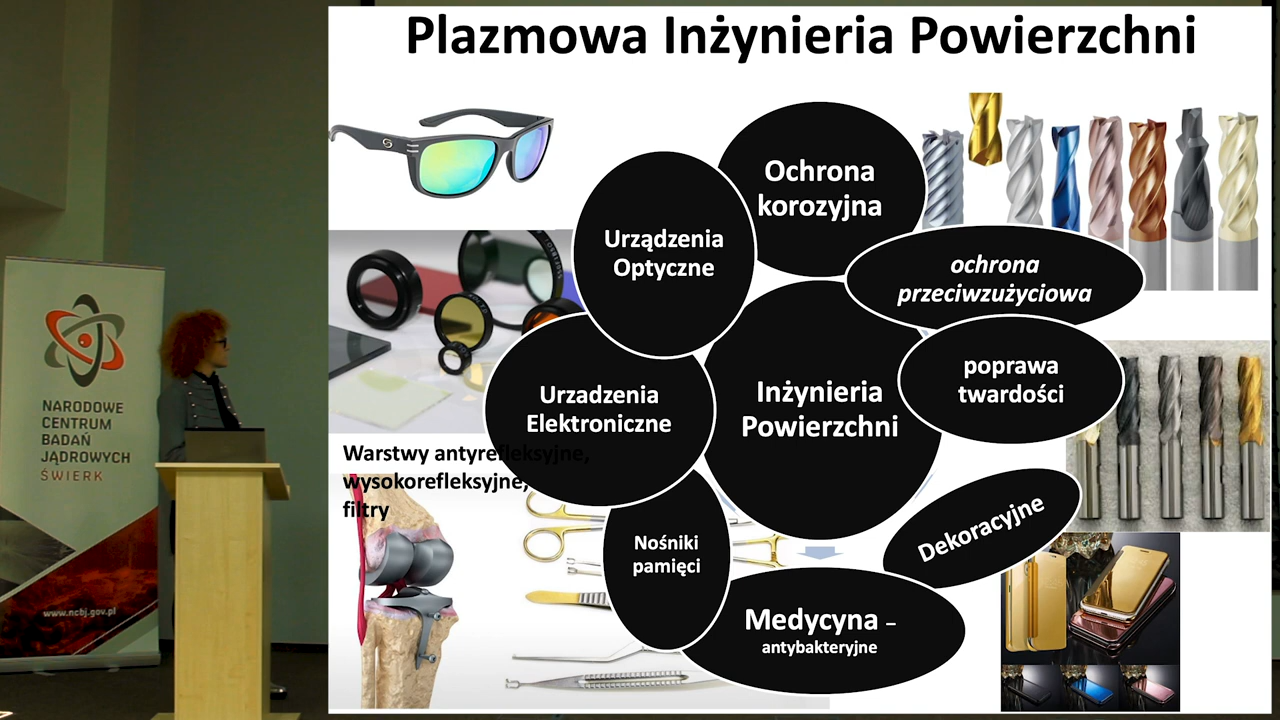 Plazmowa Inżynieria Powierzchni
Ochrona
korozyjna
Urządzenia
Optyczne
ochrona
przeciwzużyciowa
poprawa
twardości
Urzadzenia
Elektroniczne
Inżynieria
Powierzchni
Warstwy antyrefleksyjne,
wysokorefleksyjne,
filtry
Nośniki
pamięci
Dekoracyjne
Medycyna –
antybakteryjne
NARODOWE
CENTRUM
BADAŃ
JĄDROWYCH
ŚWIERK
www.ncbj.gov.pl